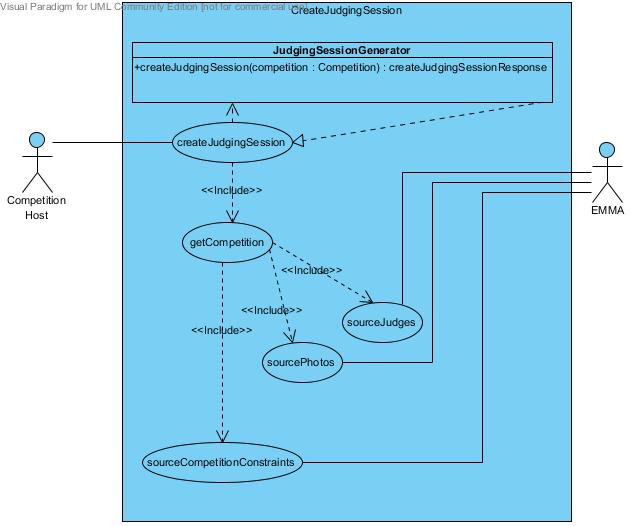 Visual Paradigm for UML Community Edition [not for commercial use]
CreateJudgingSession
JudgingSessionGenerator
+createJudgingSession(competition : Competition) : createJudgingSessionResponse
createJudgingSession
Competition
Host
EMMA
<<Include>>
getCompetition
<<Include>>
<<Include>>
<<Include>>
sourceJudges
sourcePhotos
sourceCompetitionConstraints